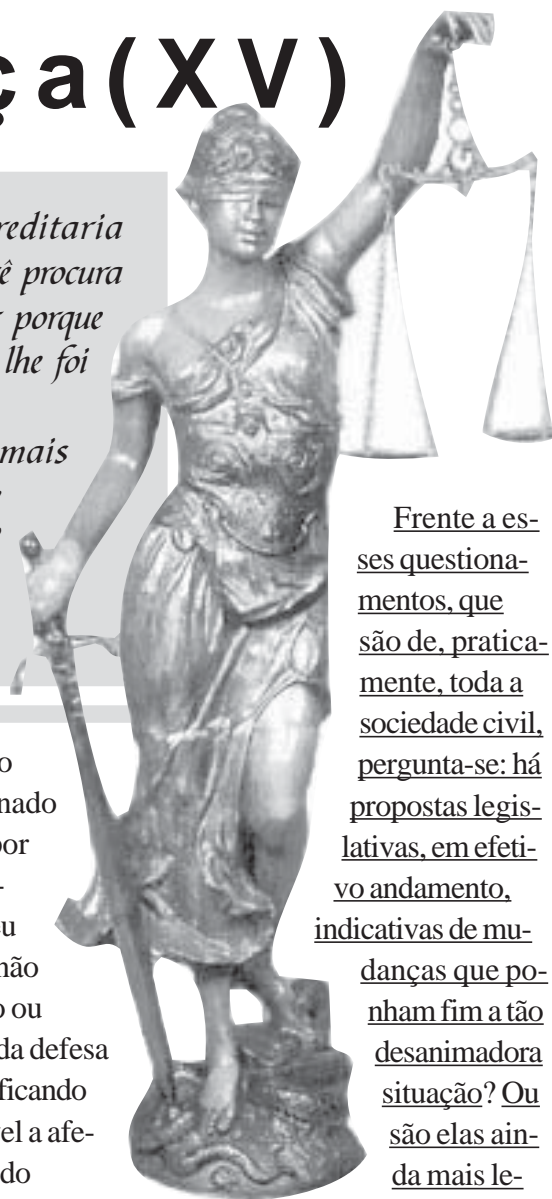 ça(XV)
reditaria
ê procura
porque
lhe foi
mais
o
nado
por
-
u
não
o ou
da defesa
ficando
el a afe-
do
Frente a es-
ses questiona-
mentos, que
são de, pratica-
mente, toda a
sociedade civil,
pergunta-se: há
propostas legis-
lativas, em efeti-
vo andamento,
indicativas de mu-
danças que po-
nham fim a tão
desanimadora
situação? Ou
são elas ain-
da mais le-